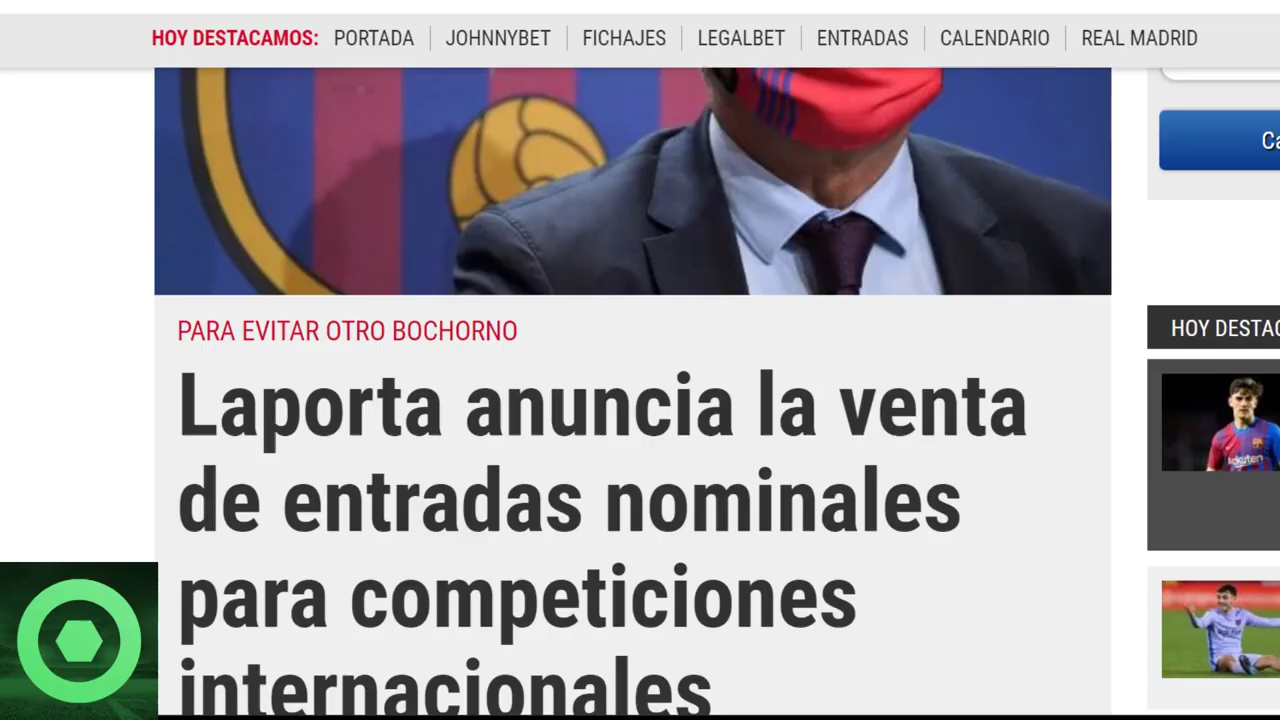 HOY DESTACAMOS: PORTADA JOHNNYBET FICHAJES LEGALBET ENTRADAS CALENDARIO REAL MADRID
PARA EVITAR OTRO BOCHORNO
Laporta anuncia la venta
de entradas nominales
para competiciones
internacionales
HOY DESTAC
Rakuten